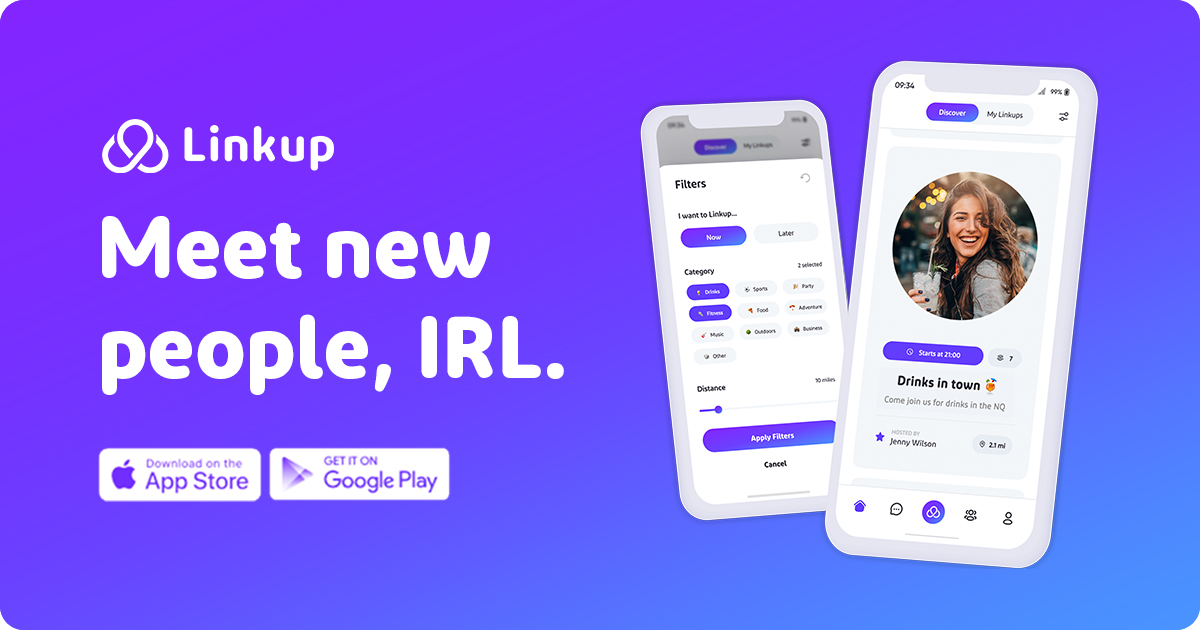 Linkup
Meet new
people, IRL.
Download on the
App Store
GET IT ON
Google Play
09:34
99%
Discover
My Linkups
Filters
I want to Linkup...
Now
Later
Category
2 selected
Drinks
Sports
Party
Fitness
Food
Adventure
Music
Outdoors
Business
Other
Distance
10 miles
Apply Filters
Cancel
09:34
99%
Discover
My Linkups
Starts at 21:00
7
Drinks in town
Come join us for drinks in the NQ
HOSTED BY
Jenny Wilson
2.1 mi